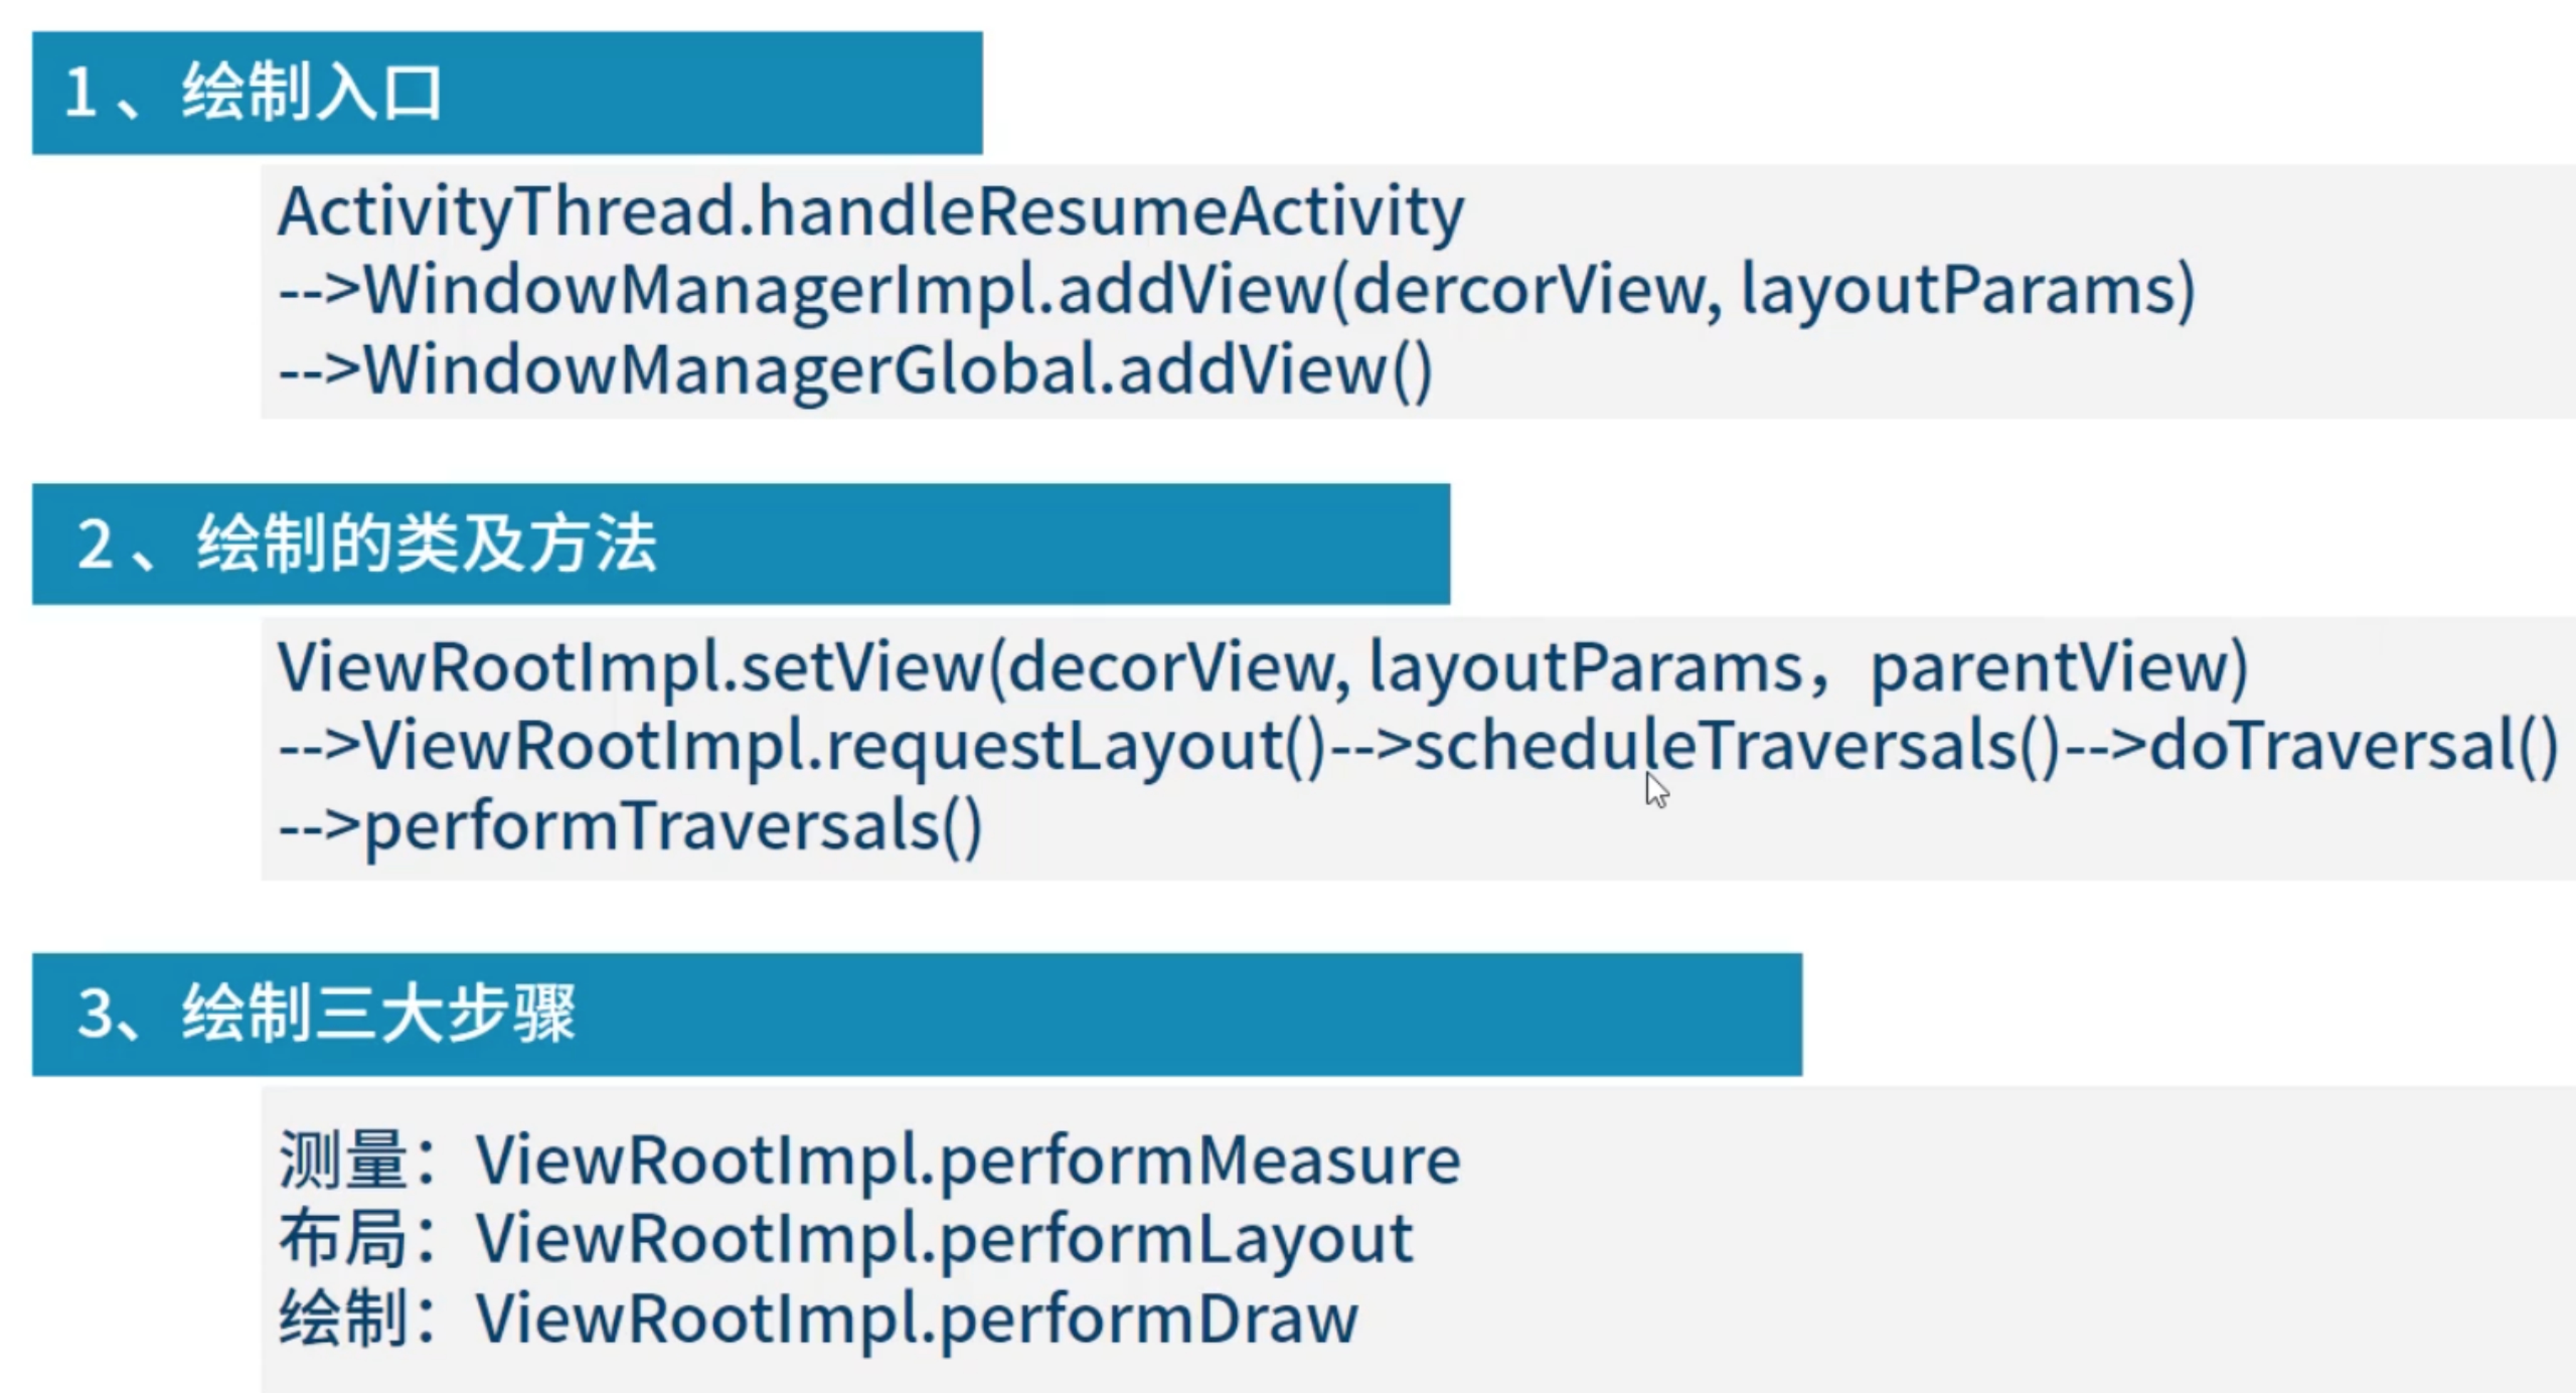 1、绘制入口
ActivityThread.handleResumeActivity
-->WindowManagerImpl.addView(dercorView, layoutParams)
-->WindowManagerGlobal.addView()
2、绘制的类及方法
ViewRootImpl.setView(decorView, layoutParams，parentView)
-->ViewRootImpl.requestLayout()-->scheduleTraversals()-->doTraversal()
-->performTraversals()
3、绘制三大步骤
测量：ViewRootImpl.performMeasure
布局：ViewRootImpl.performLayout
绘制：ViewRootImpl.performDraw